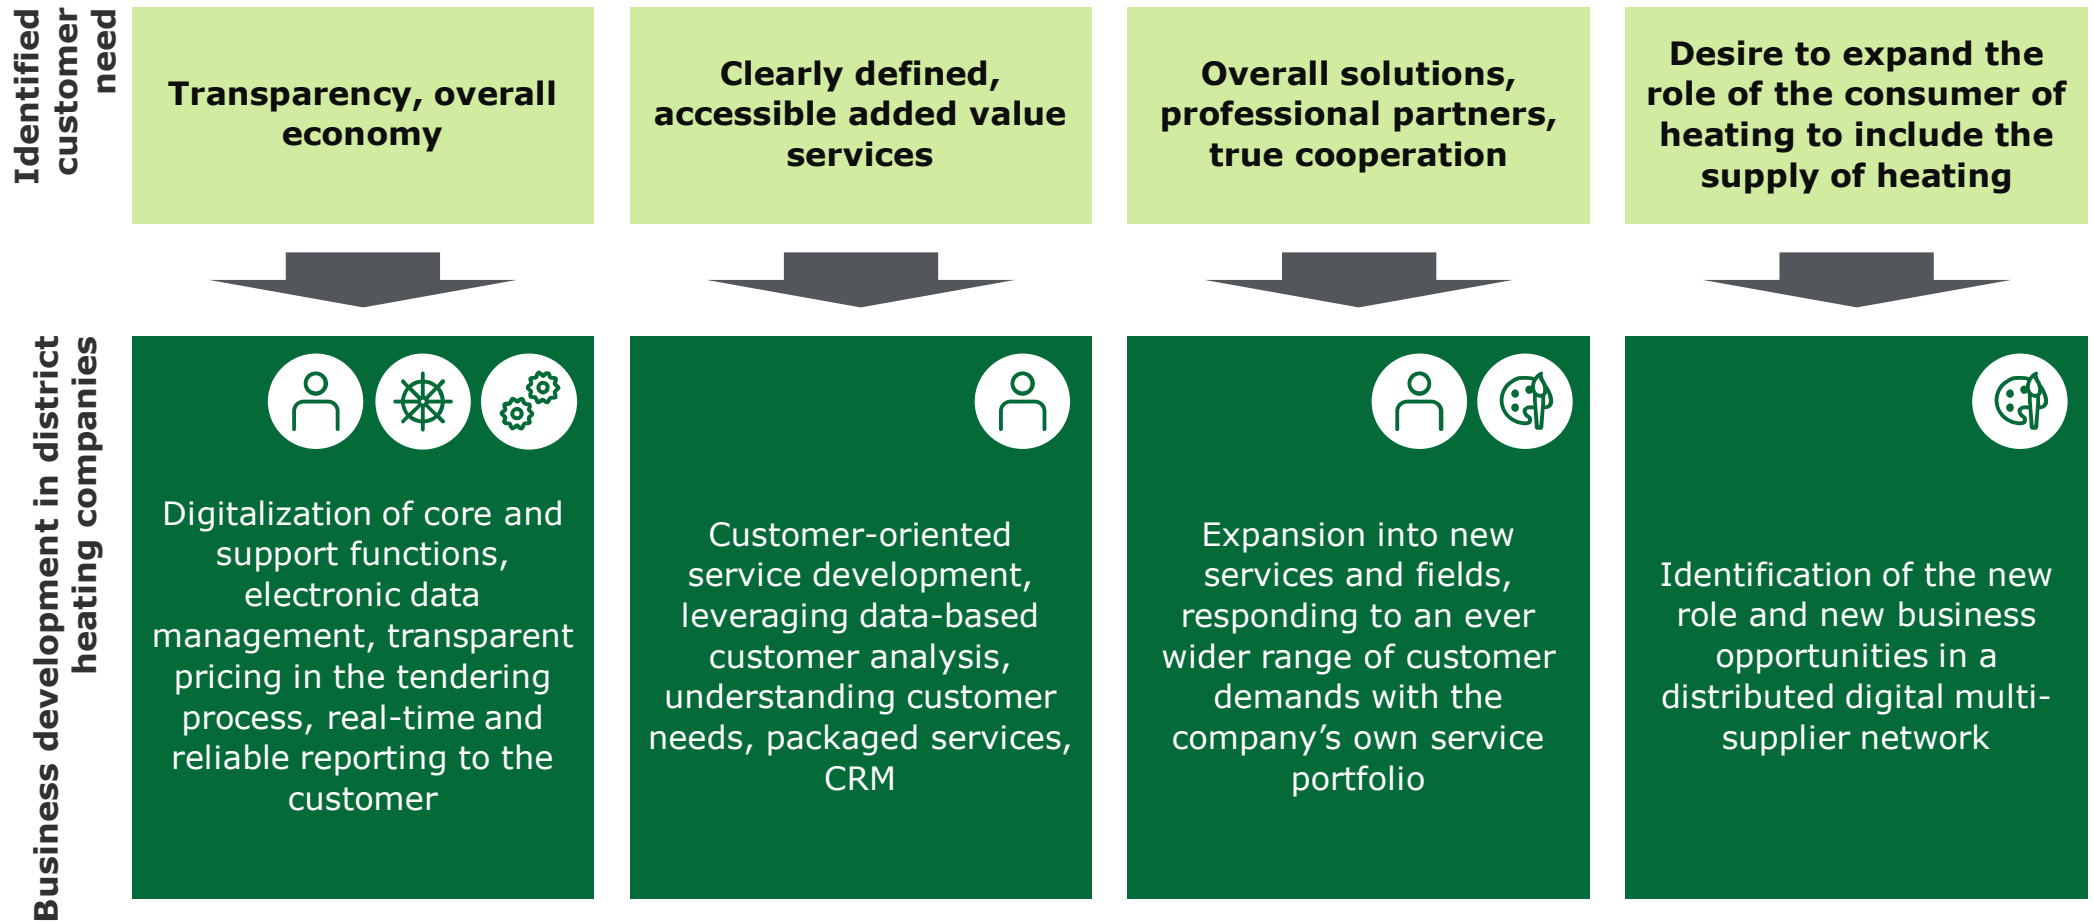 Identified
customer
need
Transparency, overall
economy
Clearly defined,
accessible added value
services
Overall solutions,
professional partners,
true cooperation
Desire to expand the
role of the consumer of
heating to include the
supply of heating
Business development in district
heating companies
Digitalization of core and
support functions,
electronic data
management, transparent
pricing in the tendering
process, real-time and
reliable reporting to the
customer
Customer-oriented
service development,
leveraging data-based
customer analysis,
understanding customer
needs, packaged services,
CRM
Expansion into new
services and fields,
responding to an ever
wider range of customer
demands with the
company’s own service
portfolio
Identification of the new
role and new business
opportunities in a
distributed digital multi-
supplier network